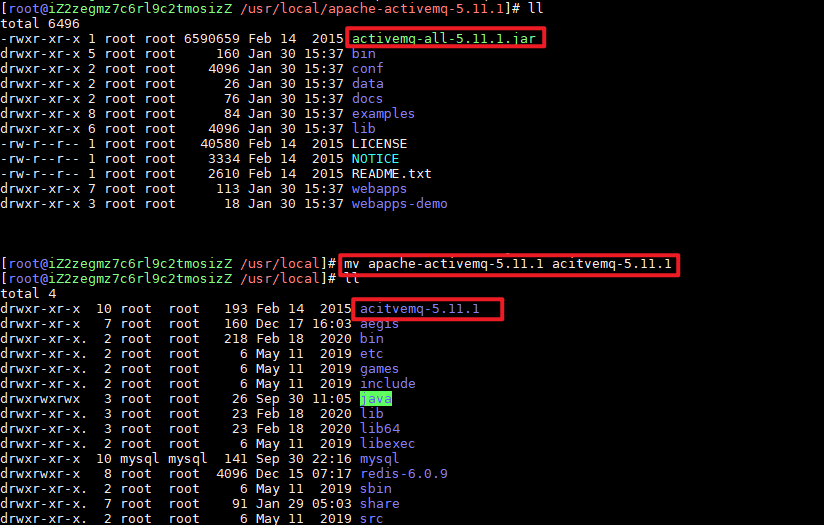 [root@iZ2zegmz7c6rl9c2tmosizZ /usr/local/apache-activemq-5.11.1]# ll
total 6496
-rwxr-xr-x 1 root root 6590659 Feb 14  2015 activemq-all-5.11.1.jar
drwxr-xr-x 5 root root     160 Jan 30 15:37 bin
drwxr-xr-x 2 root root    4096 Jan 30 15:37 conf
drwxr-xr-x 2 root root      26 Jan 30 15:37 data
drwxr-xr-x 2 root root      76 Jan 30 15:37 docs
drwxr-xr-x 8 root root      84 Jan 30 15:37 examples
drwxr-xr-x 6 root root    4096 Jan 30 15:37 lib
-rw-r--r-- 1 root root   40580 Feb 14  2015 LICENSE
-rw-r--r-- 1 root root    3334 Feb 14  2015 NOTICE
-rw-r--r-- 1 root root    2610 Feb 14  2015 README.txt
drwxr-xr-x 7 root root     113 Jan 30 15:37 webapps
drwxr-xr-x 3 root root      18 Jan 30 15:37 webapps-demo
[root@iZ2zegmz7c6rl9c2tmosizZ /usr/local]# mv apache-activemq-5.11.1 acitvemq-5.11.1
[root@iZ2zegmz7c6rl9c2tmosizZ /usr/local]# ll
total 4
drwxr-xr-x  10 root  root   193 Feb 14  2015 acitvemq-5.11.1
drwxr-xr-x   7 root  root   160 Dec 17 16:03 aegis
drwxr-xr-x.  2 root  root   218 Feb 18  2020 bin
drwxr-xr-x.  2 root  root     6 May 11  2019 etc
drwxr-xr-x.  2 root  root     6 May 11  2019 games
drwxr-xr-x.  2 root  root     6 May 11  2019 include
drwxrwxrwx   3 root  root    26 Sep 30 11:05 java
drwxr-xr-x.  3 root  root    23 Feb 18  2020 lib
drwxr-xr-x.  3 root  root    23 Feb 18  2020 lib64
drwxr-xr-x.  2 root  root     6 May 11  2019 libexec
drwxr-xr-x  10 mysql mysql  141 Sep 30 22:16 mysql
drwxrwxrwx   8 root  root  4096 Dec 15 07:17 redis-6.0.9
drwxr-xr-x.  2 root  root     6 May 11  2019 sbin
drwxr-xr-x.  7 root  root    91 Jan 29 05:03 share
drwxr-xr-x.  2 root  root     6 May 11  2019 src